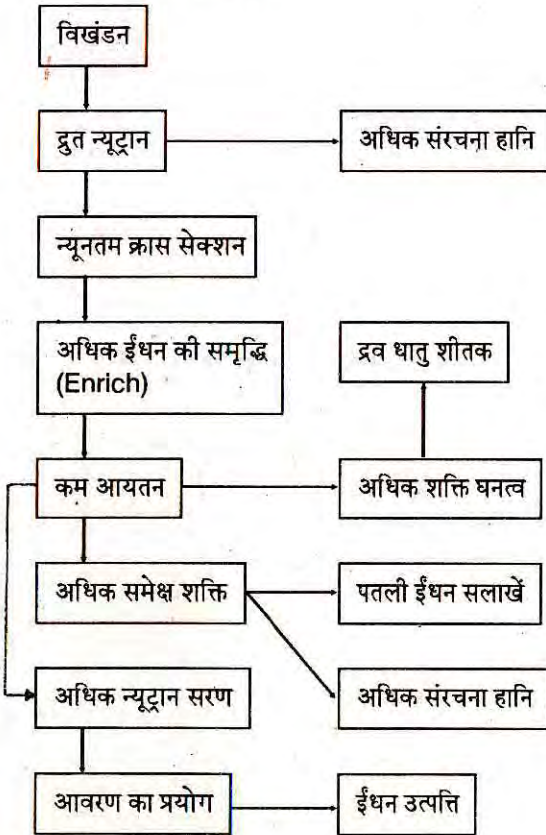 विखंडन
द्रुत न्यूट्रान
अधिक संरचना हानि
न्यूनतम क्रास सेक्शन
अधिक ईंधन की समृद्धि
(Enrich)
द्रव धातु शीतक
कम आयतन
अधिक शक्ति घनत्व
अधिक समेक्ष शक्ति
पतली ईंधन सलाखें
अधिक न्यूट्रान सरण
अधिक संरचना हानि
आवरण का प्रयोग
ईंधन उत्पत्ति